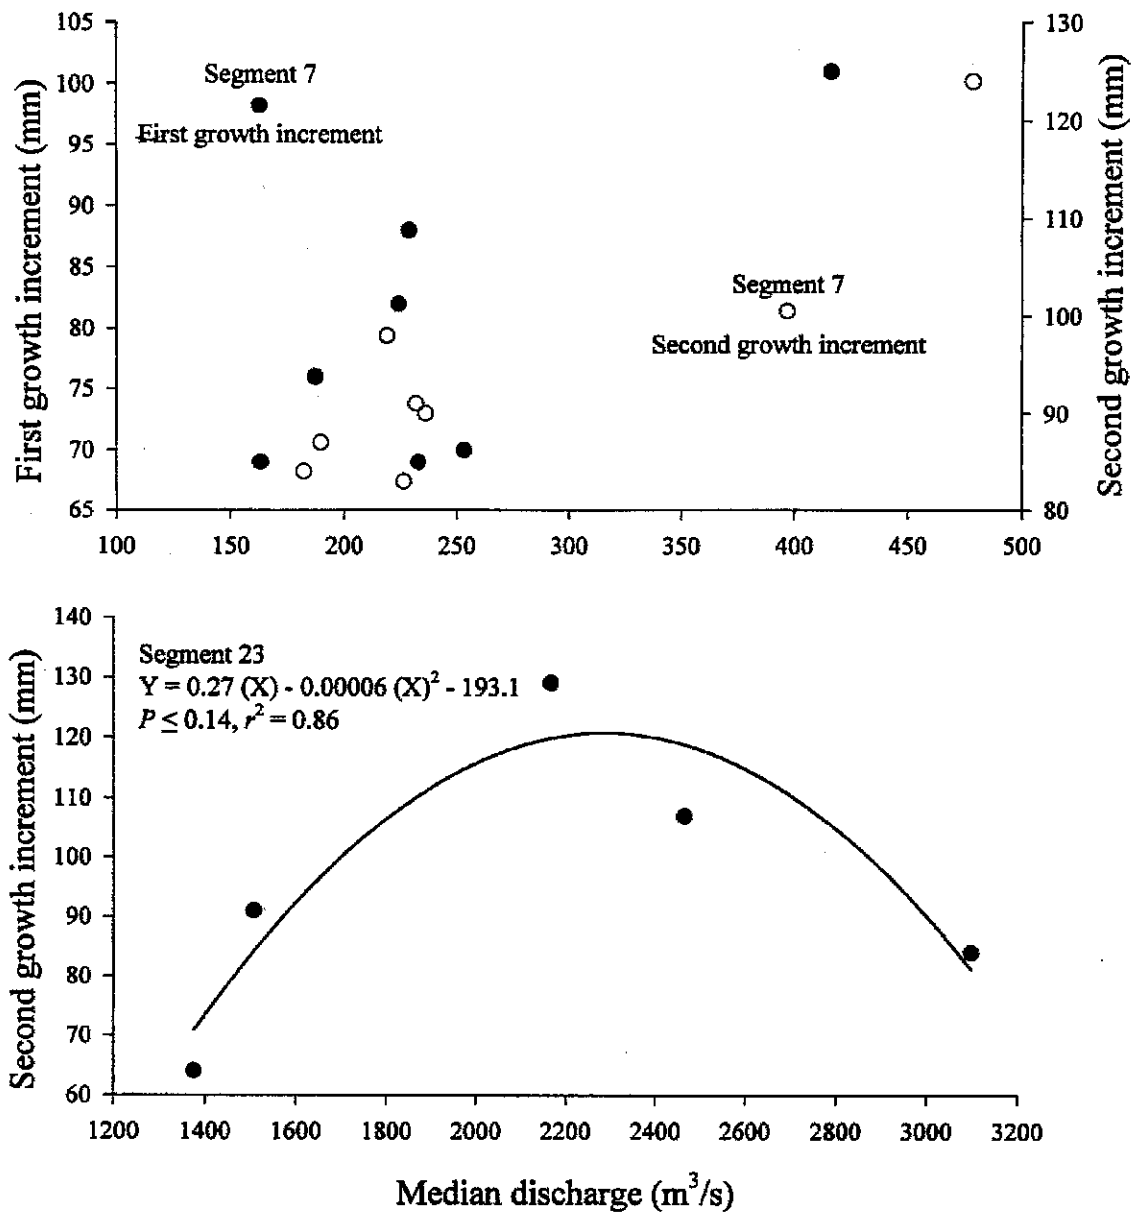 First growth increment (mm)
105
100
95
90
85
80
75
70
65
Segment 7
First growth increment
Segment 7
Second growth increment
130
120
110
100
90
80
Second growth increment (mm)
100 150 200 250 300 350 400 450 500
Second growth increment (mm)
140
130
120
110
100
90
80
70
60
Segment 23
Y = 0.27 (X) - 0.00006 (X)² - 193.1
P ≤ 0.14, r² = 0.86
1200 1400 1600 1800 2000 2200 2400 2600 2800 3000 3200
Median discharge (m³/s)